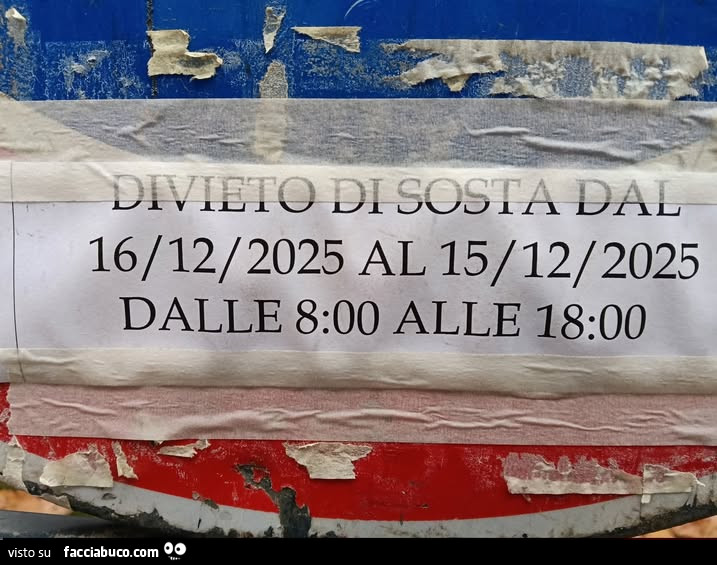 DIVIETO DI SOSTA DAL
16/12/2025 AL 15/12/2025
DALLE 8:00 ALLE 18:00
visto su facciabuco.com